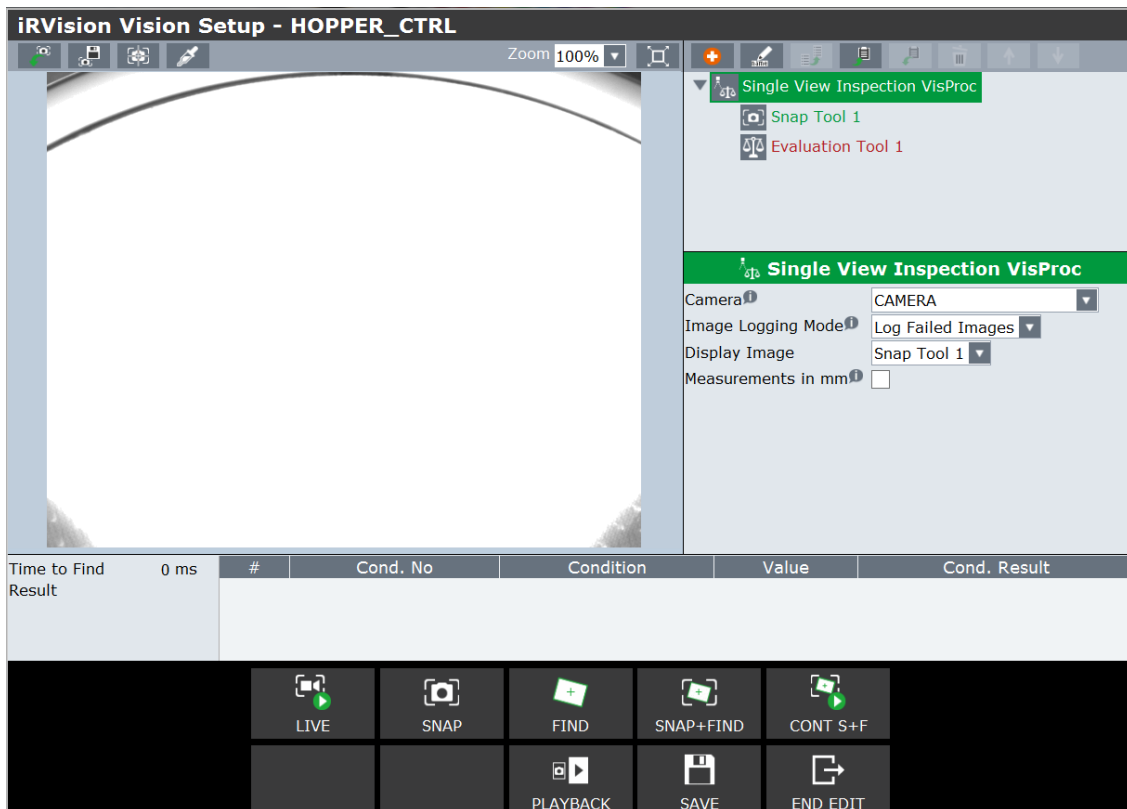 iRVision Vision Setup - HOPPER_CTRL
Zoom 100%
Single View Inspection VisProc
Snap Tool 1
Evaluation Tool 1
Single View Inspection VisProc
Camera CAMERA
Image Logging Mode Log Failed Images
Display Image Snap Tool 1
Measurements in mm
Time to Find 0 ms # Cond. No Condition Value Cond. Result
Result
LIVE SNAP FIND SNAP+FIND CONT S+F
PLAYBACK SAVE END EDIT